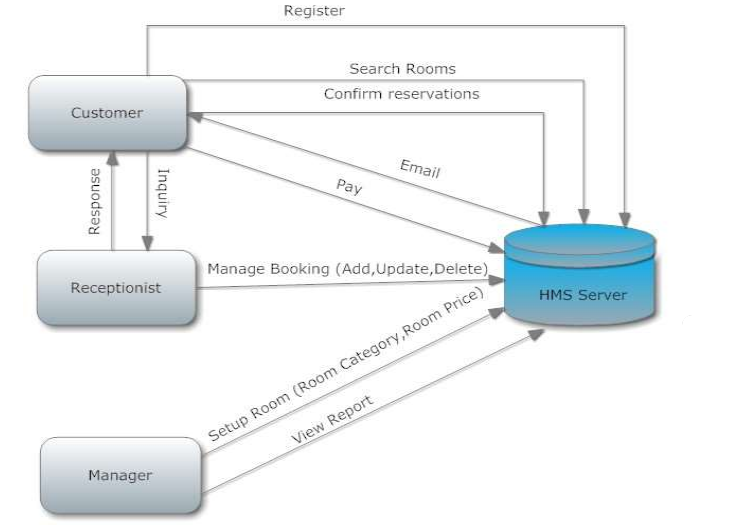 Register
Search Rooms
Confirm reservations
Customer
Email
Pay
Response
Inquiry
Manage Booking (Add,Update,Delete)
Receptionist
HMS Server
Setup Room (Room Category,Room Price)
View Report
Manager